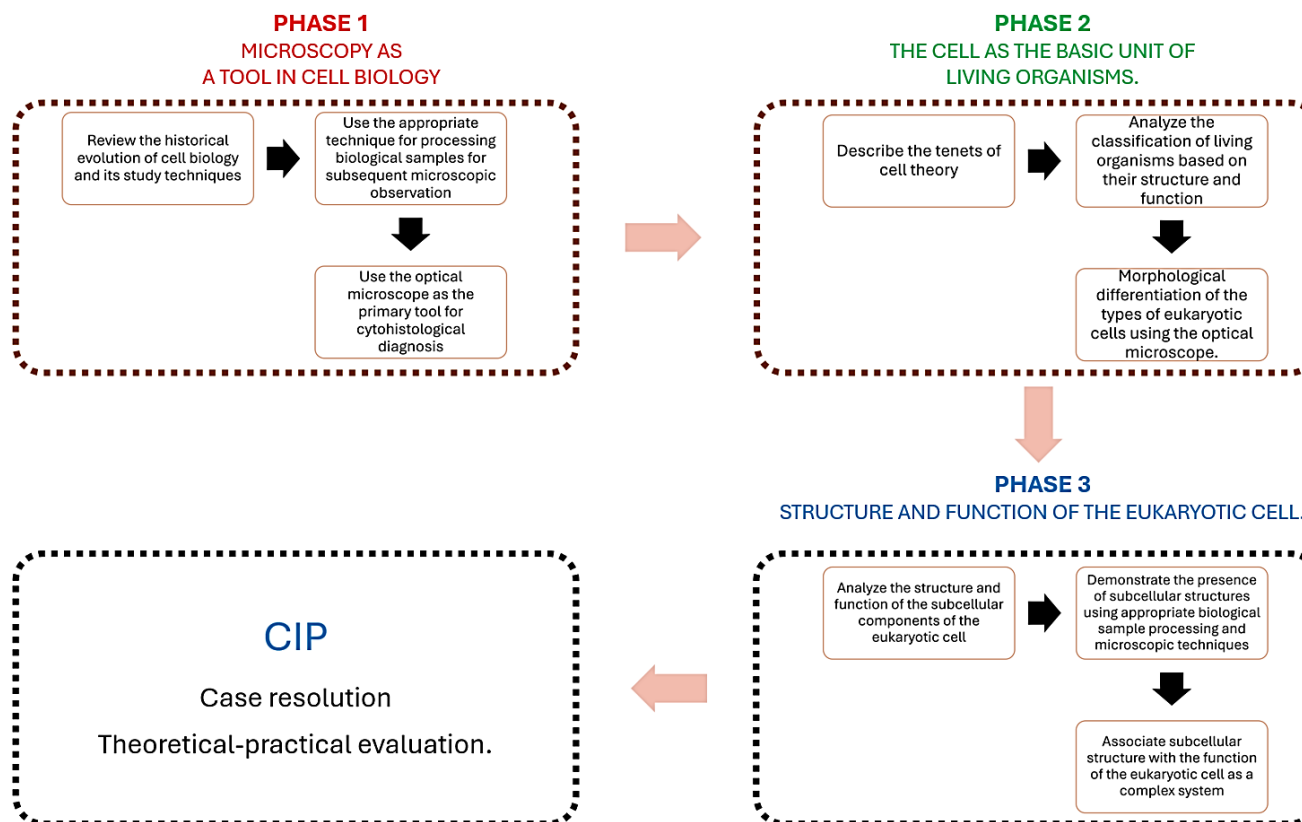 PHASE 1
MICROSCOPY AS
A TOOL IN CELL BIOLOGY
Review the historical
evolution of cell biology
and its study techniques
Use the appropriate
technique for processing
biological samples for
subsequent microscopic
observation
Use the optical
microscope as the
primary tool for
cytohistological
diagnosis
PHASE 2
THE CELL AS THE BASIC UNIT OF
LIVING ORGANISMS.
Describe the tenets of
cell theory
Analyze the
classification of living
organisms based on
their structure and
function
Morphological
differentiation of the
types of eukaryotic
cells using the optical
microscope.
PHASE 3
STRUCTURE AND FUNCTION OF THE EUKARYOTIC CELL.
Analyze the structure and
function of the subcellular
components of the
eukaryotic cell
Demonstrate the presence
of subcellular structures
using appropriate biological
sample processing and
microscopic techniques
Associate subcellular
structure with the function
of the eukaryotic cell as a
complex system
CIP
Case resolution
Theoretical-practical evaluation.